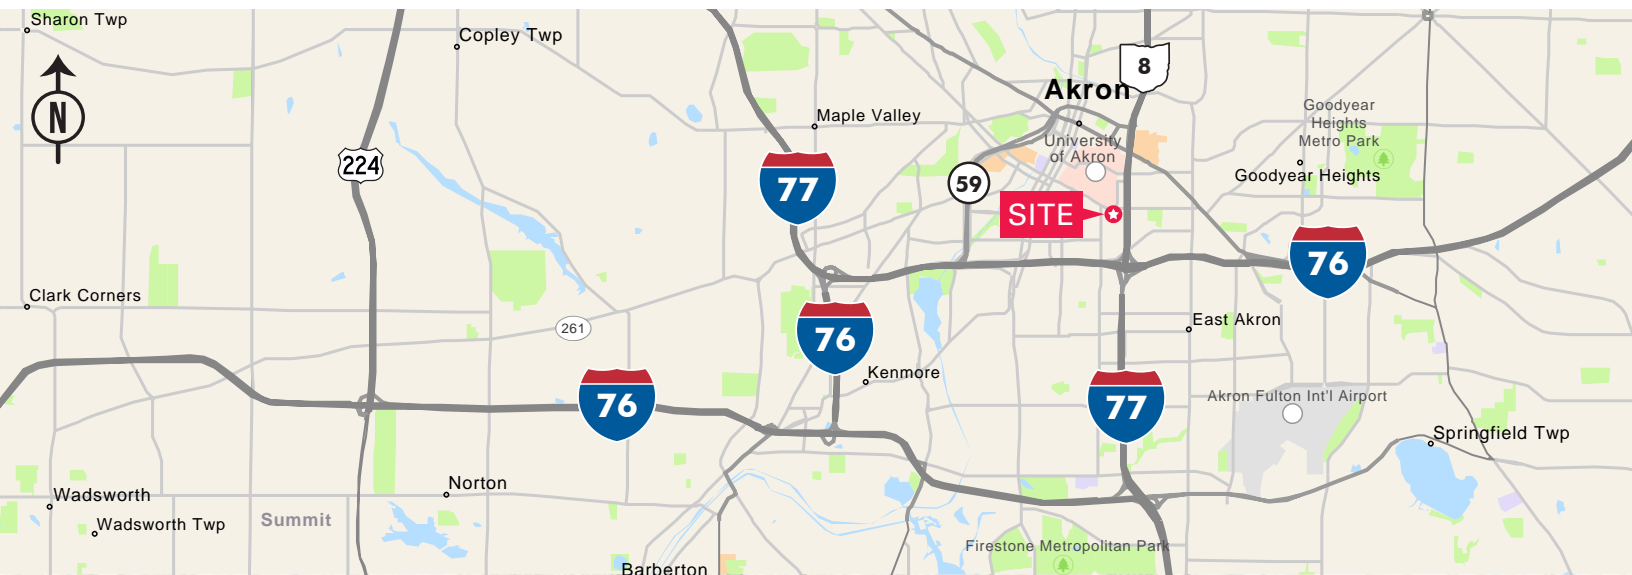 Sharon Twp
Copley Twp
N
8
Akron
Maple Valley
Goodyear
Heights
Metro Park
University
of Akron
224
77
59
Goodyear Heights
SITE
76
Clark Corners
261
76
East Akron
Kenmore
76
77
Akron Fulton Int'l Airport
Springfield Twp
Norton
Wadsworth
Summit
Wadsworth Twp
Firestone Metropolitan Park
Barberton